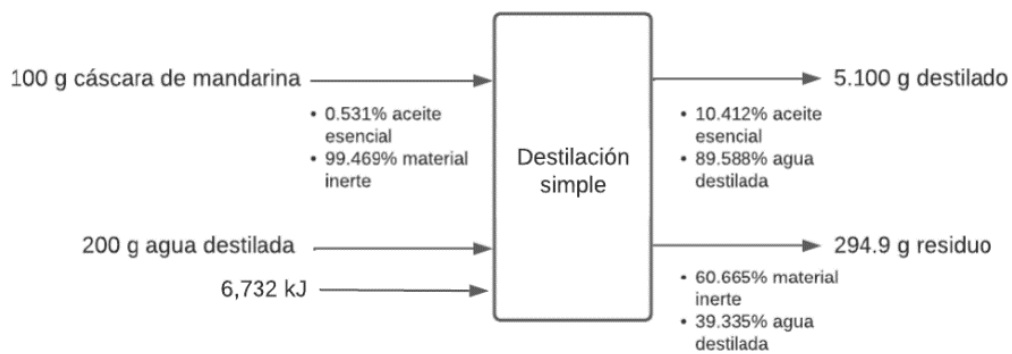 100 g cáscara de mandarina
• 0.531% aceite
esencial
• 99.469% material
inerte
200 g agua destilada
6,732 kJ
Destilación
simple
5.100 g destilado
• 10.412% aceite
esencial
• 89.588% agua
destilada
294.9 g residuo
• 60.665% material
inerte
• 39.335% agua
destilada